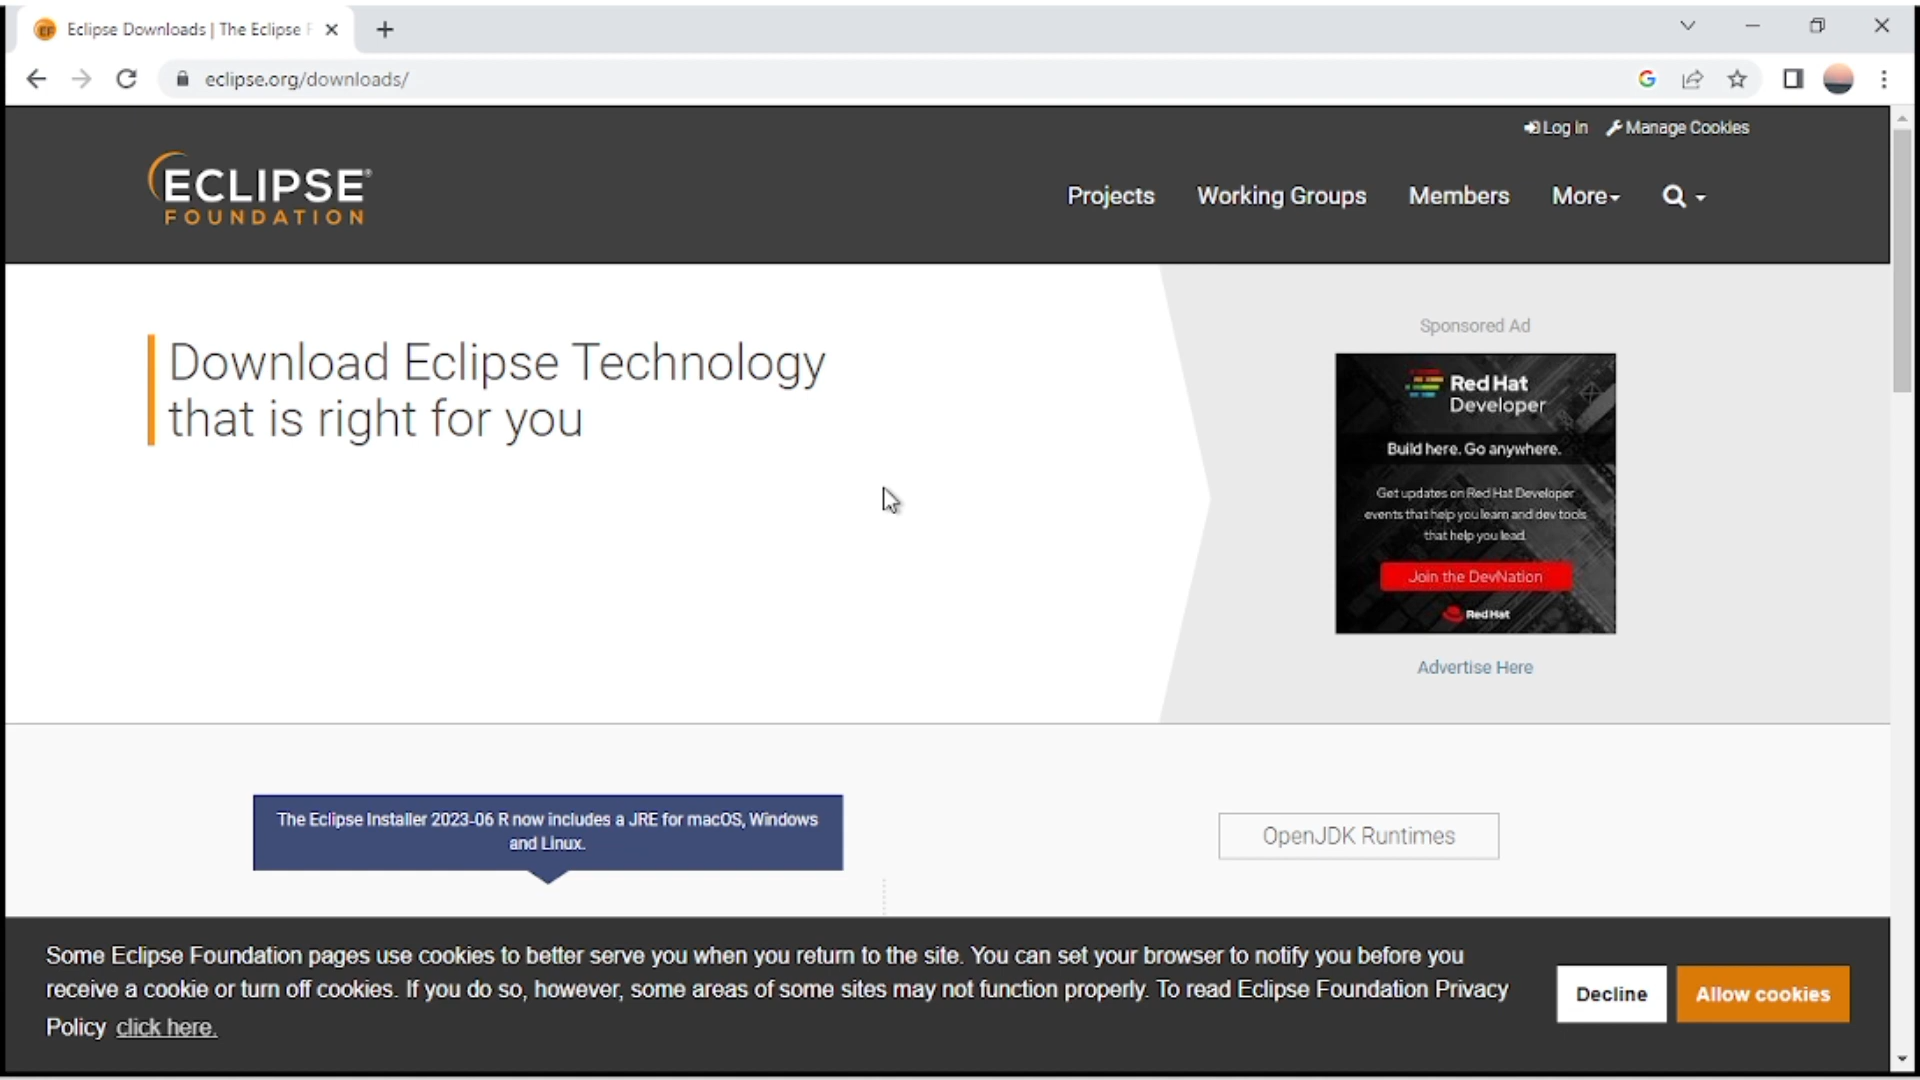 Eclipse Downloads | The Eclipse F
eclipse.org/downloads/
Log in Manage Cookies
ECLIPSE®
FOUNDATION
Projects Working Groups Members More
Download Eclipse Technology
that is right for you
Sponsored Ad
Red Hat
Developer
Build here. Go anywhere.
Get updates on Red Hat Developer
events that help you learn and dev tools
that help you lead.
Join the DevNation
Red Hat
Advertise Here
The Eclipse Installer 2023-06 R now includes a JRE for macOS, Windows
and Linux.
OpenJDK Runtimes
Some Eclipse Foundation pages use cookies to better serve you when you return to the site. You can set your browser to notify you before you
receive a cookie or turn off cookies. If you do so, however, some areas of some sites may not function properly. To read Eclipse Foundation Privacy
Policy click here.
Decline
Allow cookies